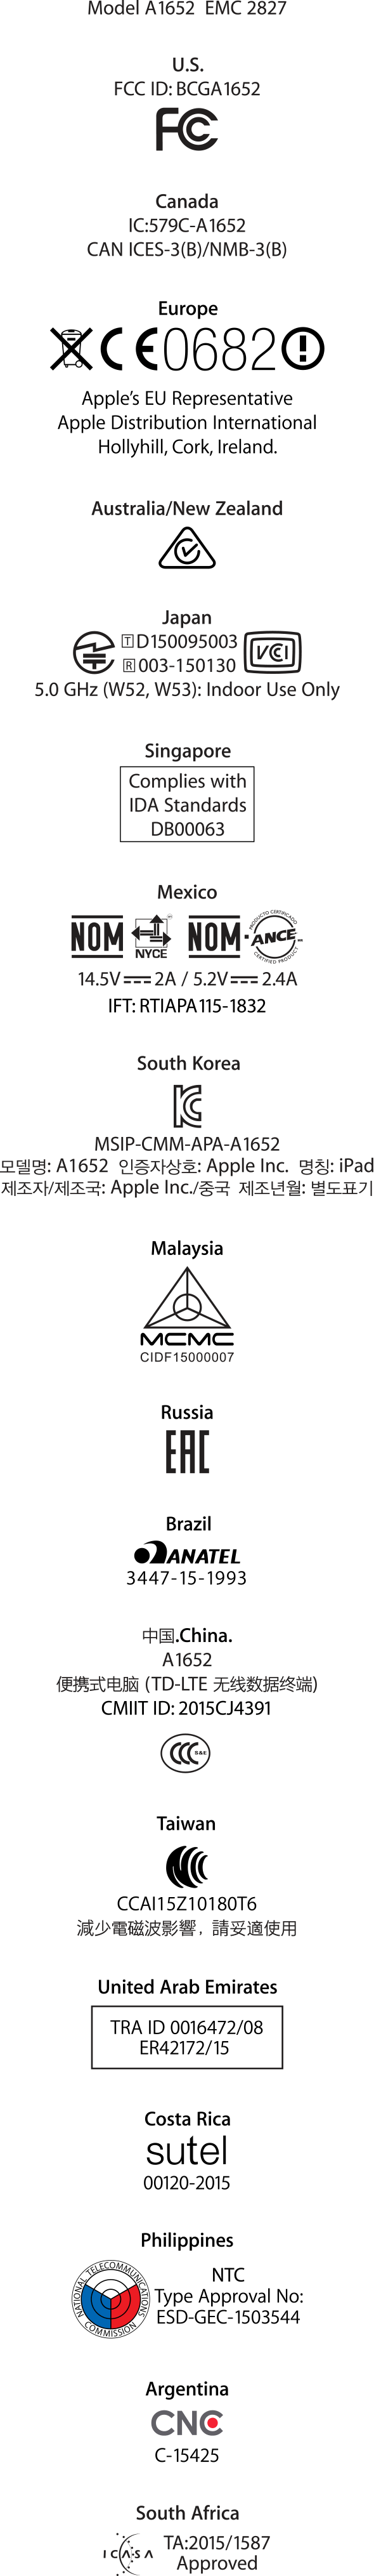 Model A1652 EMC 2827
U.S.
FCC ID: BCGA1652
FC
Canada
IC:579C-A1652
CAN ICES-3(B)/NMB-3(B)
Europe
CE0682
Apple’s EU Representative
Apple Distribution International
Hollyhill, Cork, Ireland.
Australia/New Zealand
Japan
T D150095003
R 003-150130
VCCI
5.0 GHz (W52, W53): Indoor Use Only
Singapore
Complies with
IDA Standards
DB00063
Mexico
NOM NYCE NOM PRODUCTO CERTIFICADO ANCE CERTIFIED PRODUCT
14.5V⎓2A / 5.2V⎓2.4A
IFT: RTIAPA115-1832
South Korea
MSIP-CMM-APA-A1652
모델명: A1652 인증자상호: Apple Inc. 명칭: iPad
제조자/제조국: Apple Inc./중국 제조년월: 별도표기
Malaysia
MCMC
CIDF15000007
Russia
EAC
Brazil
ANATEL
3447-15-1993
中国.China.
A1652
便携式电脑 (TD-LTE 无线数据终端)
CMIIT ID: 2015CJ4391
CCC S&E
Taiwan
CCAI15Z10180T6
減少電磁波影響，請妥適使用
United Arab Emirates
TRA ID 0016472/08
ER42172/15
Costa Rica
sutel
00120-2015
Philippines
NATIONAL TELECOMMUNICATIONS COMMISSION
NTC
Type Approval No:
ESD-GEC-1503544
Argentina
CNC
C-15425
South Africa
ICASA
TA:2015/1587
Approved